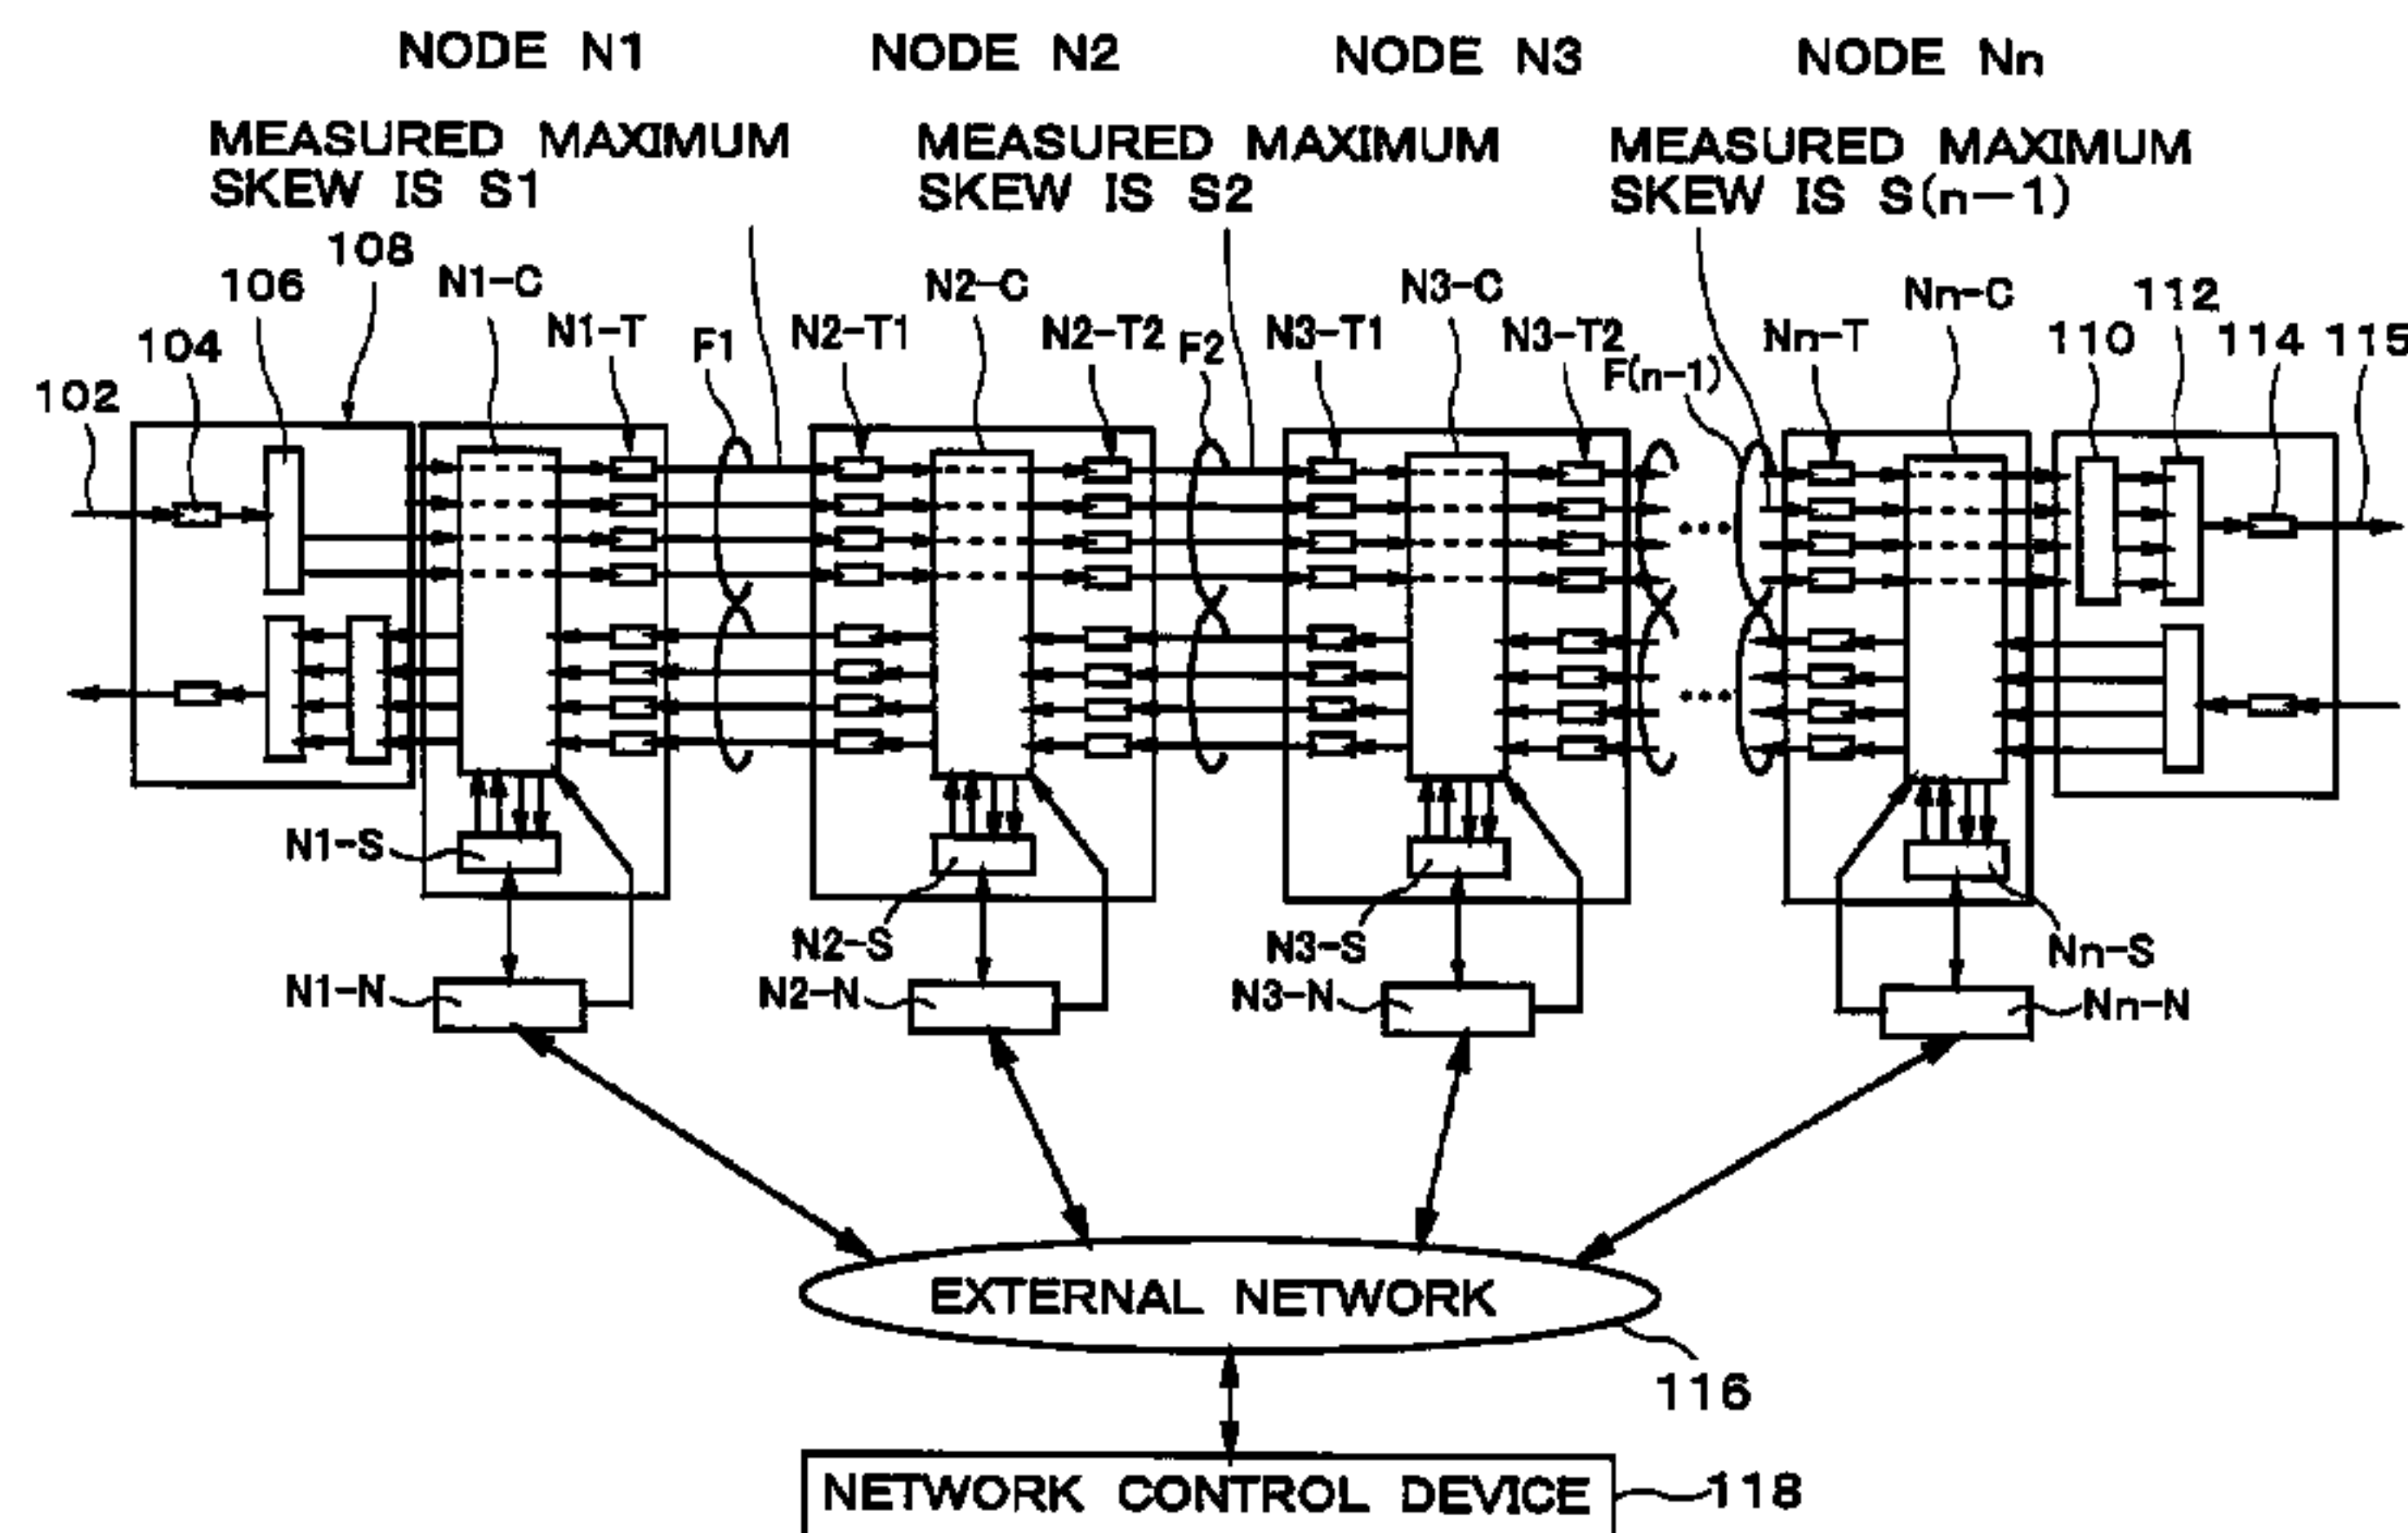 NODE N1 NODE N2 NODE N3 NODE Nn
MEASURED MAXIMUM SKEW IS S1
MEASURED MAXIMUM SKEW IS S2
MEASURED MAXIMUM SKEW IS S(n-1)
108
106
N1-C
N2-C
N3-C
Nn-C
112
104
N1-T
F1
N2-T1
N2-T2
F2
N3-T1
N3-T2
F(n-1)
Nn-T
110
114
115
102
...
...
N1-S
N2-S
N3-S
Nn-S
N1-N
N2-N
N3-N
Nn-N
EXTERNAL NETWORK
116
NETWORK CONTROL DEVICE
118